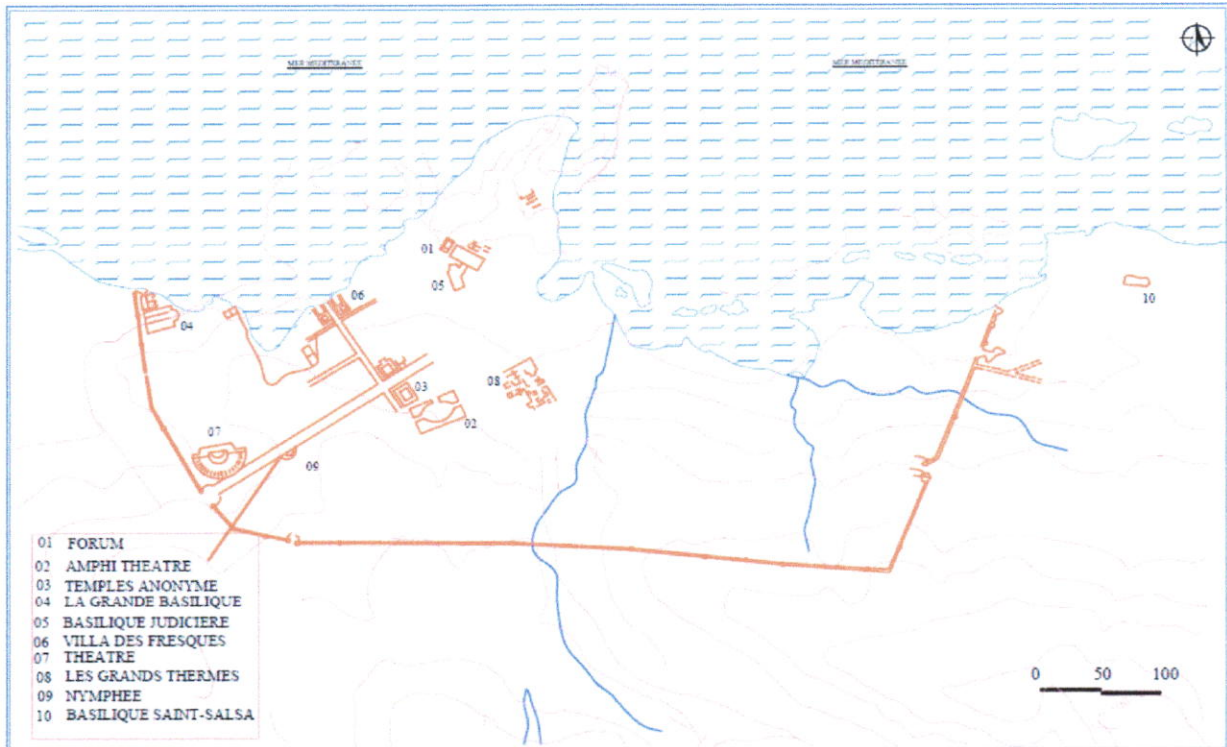 MER MEDITERANEE
MER MEDITERANEE
01
05
06
04
10
03
08
02
07
09
01 FORUM
02 AMPHI THEATRE
03 TEMPLES ANONYME
04 LA GRANDE BASILIQUE
05 BASILIQUE JUDICIERE
06 VILLA DES FRESQUES
07 THEATRE
08 LES GRANDS THERMES
09 NYMPHEE
10 BASILIQUE SAINT-SALSA
0 50 100